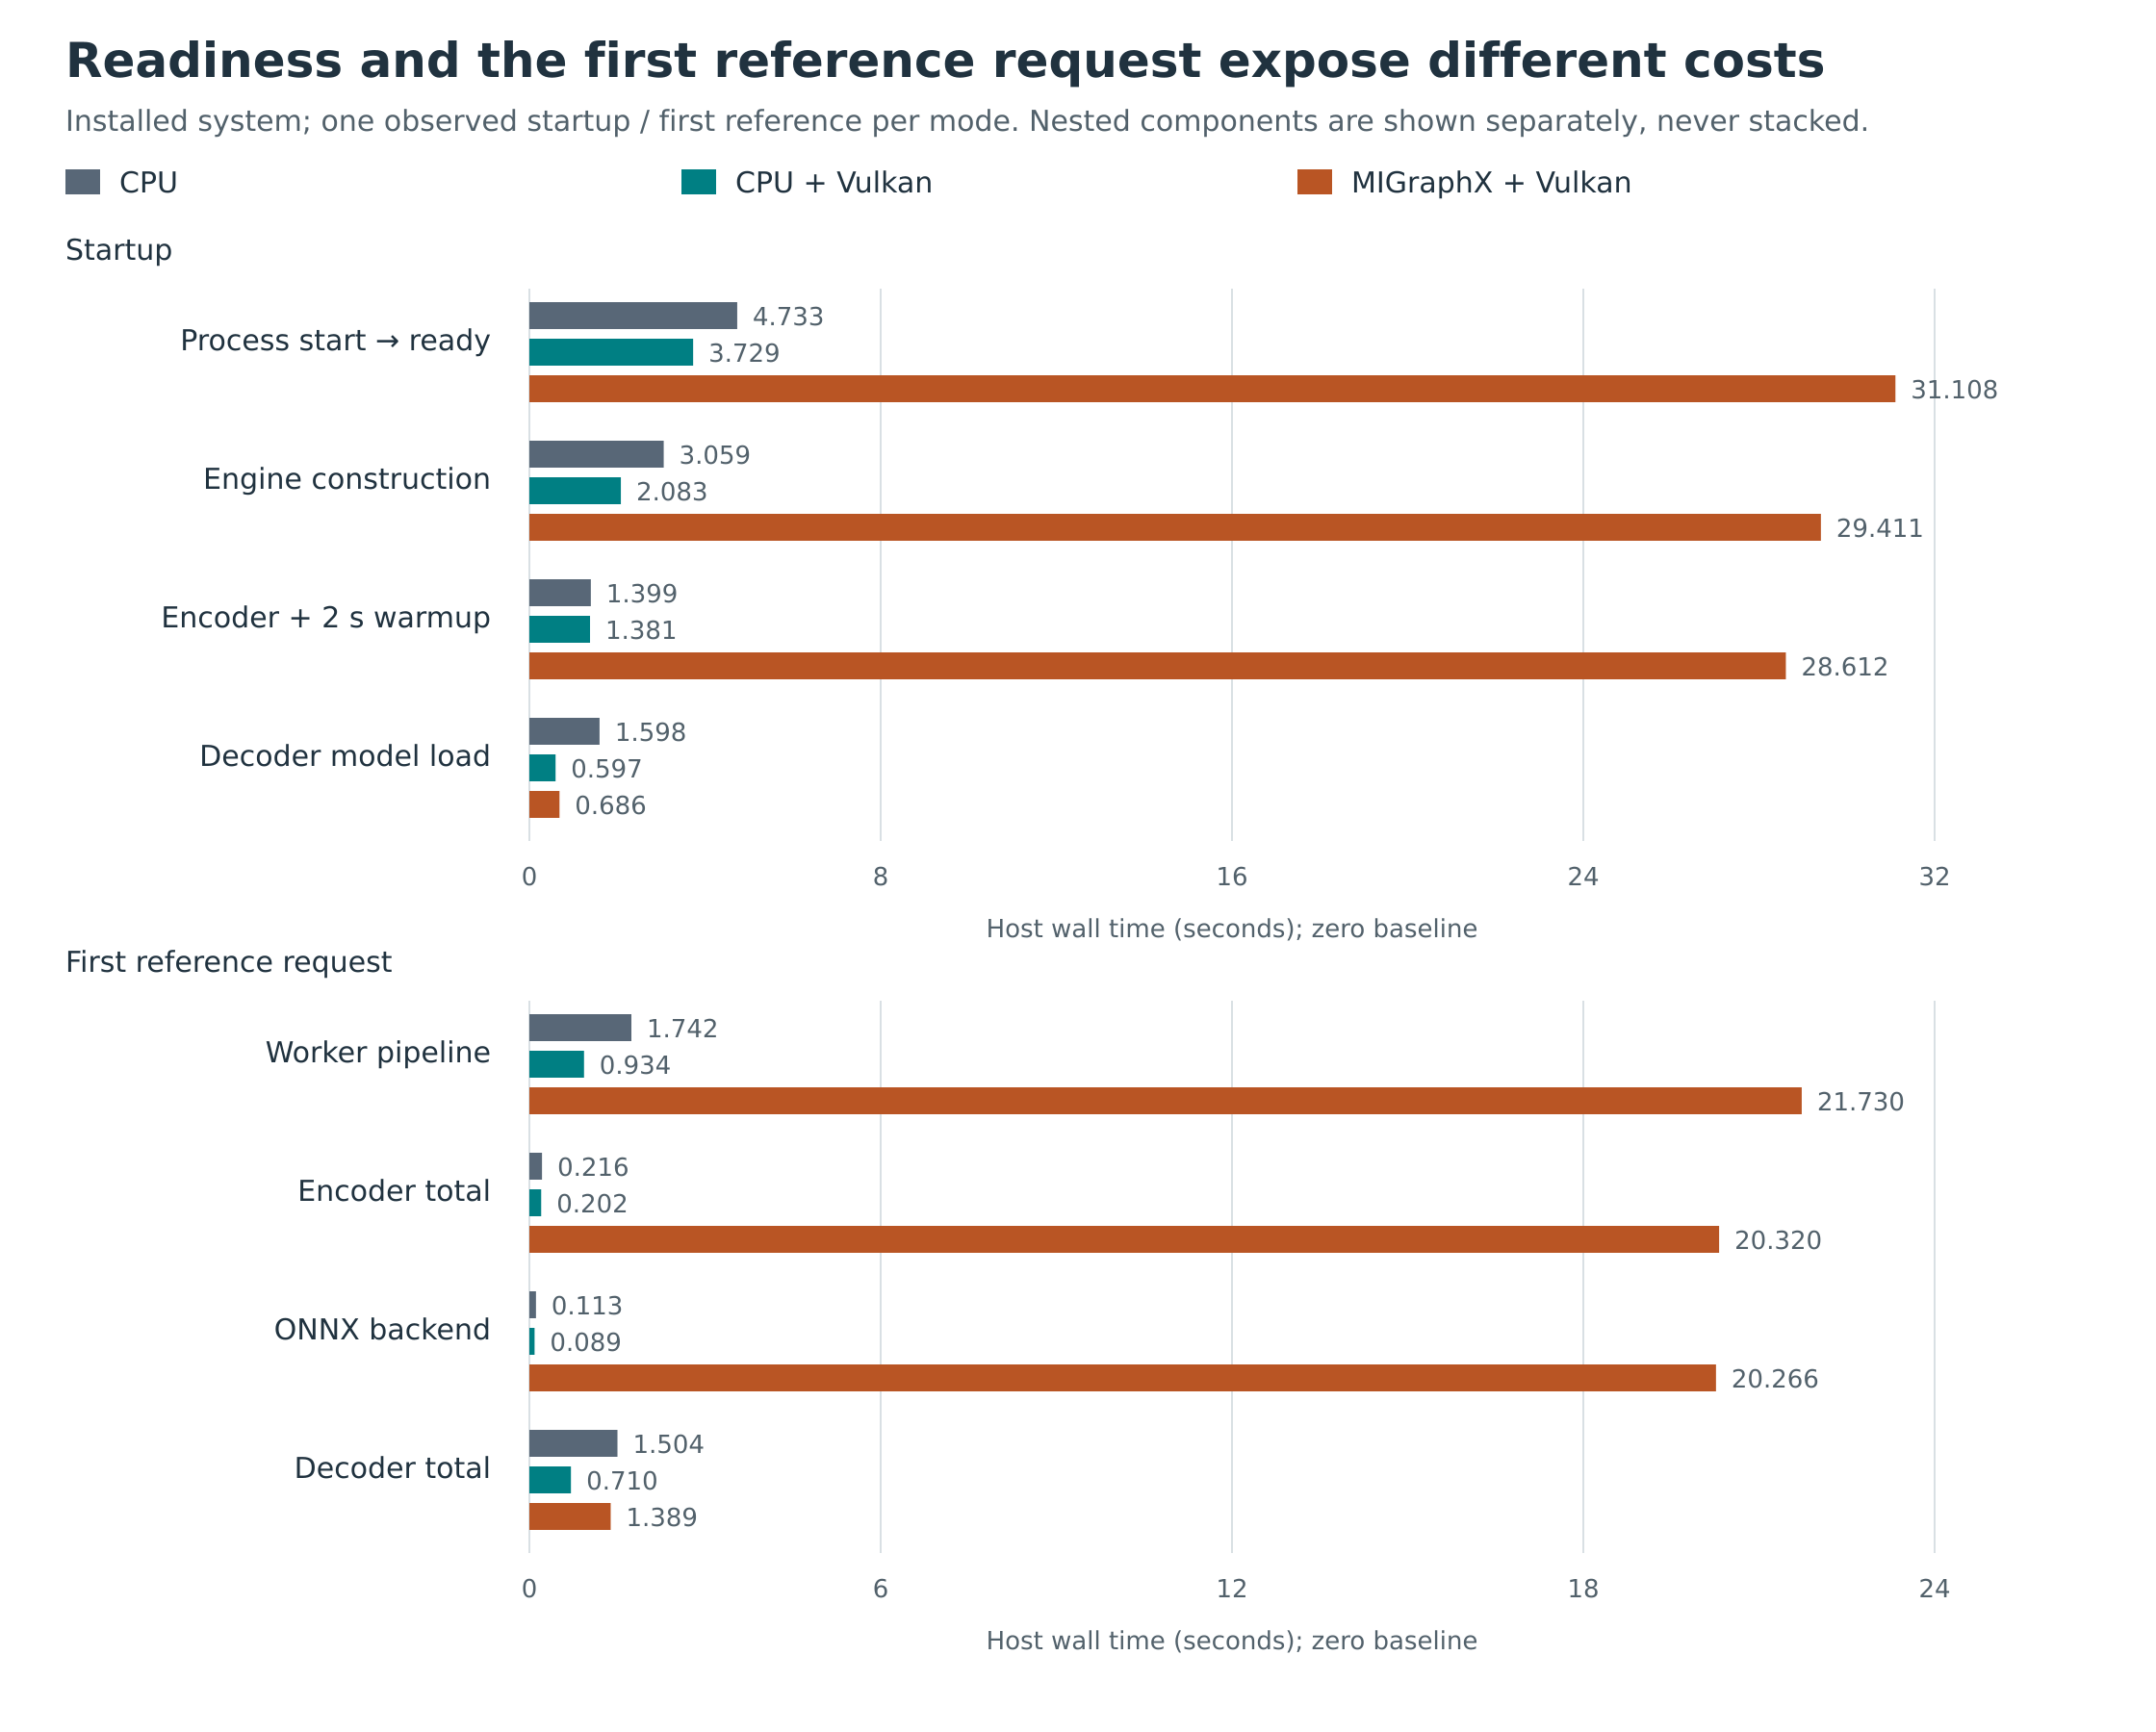 Readiness and the first reference request expose different costs
Installed system; one observed startup / first reference per mode. Nested components are shown separately, never stacked.
CPU
CPU + Vulkan
MIGraphX + Vulkan
Startup
Process start → ready
4.733
3.729
31.108
Engine construction
3.059
2.083
29.411
Encoder + 2 s warmup
1.399
1.381
28.612
Decoder model load
1.598
0.597
0.686
0 8 16 24 32
Host wall time (seconds); zero baseline
First reference request
Worker pipeline
1.742
0.934
21.730
Encoder total
0.216
0.202
20.320
ONNX backend
0.113
0.089
20.266
Decoder total
1.504
0.710
1.389
0 6 12 18 24
Host wall time (seconds); zero baseline